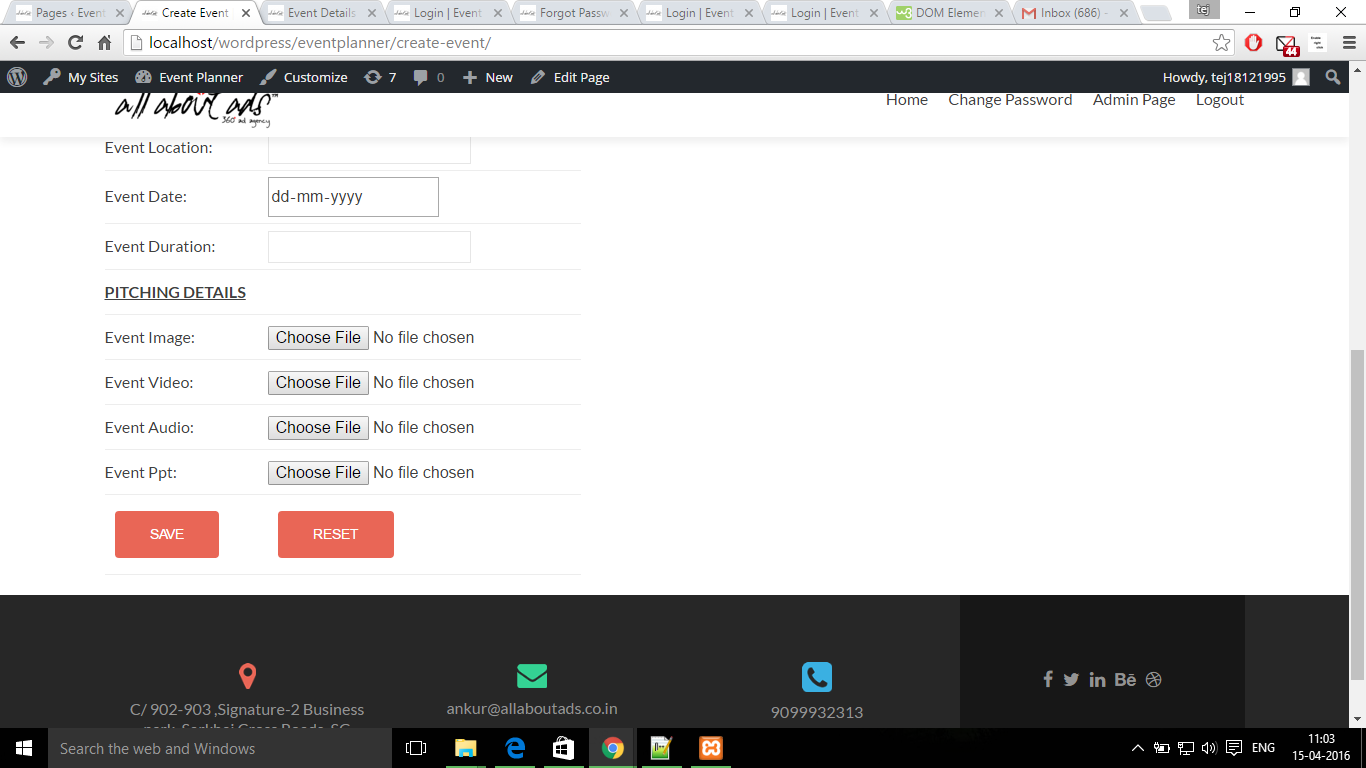 Pages ‹ Event
Create Event
Event Details
Login | Event
Forgot Passw
Login | Event
Login | Event
DOM Elemen
Inbox (686) -
tej
localhost/wordpress/eventplanner/create-event/
44
My Sites
Event Planner
Customize
7
0
New
Edit Page
Howdy, tej18121995
all about ads™
360° ad agency
Home
Change Password
Admin Page
Logout
Event Location:
Event Date:
dd-mm-yyyy
Event Duration:
PITCHING DETAILS
Event Image:
Choose File No file chosen
Event Video:
Choose File No file chosen
Event Audio:
Choose File No file chosen
Event Ppt:
Choose File No file chosen
SAVE
RESET
C/ 902-903 ,Signature-2 Business
park, Sarkhej Cross Roads, SG
ankur@allaboutads.co.in
9099932313
Search the web and Windows
ENG
11:03
15-04-2016